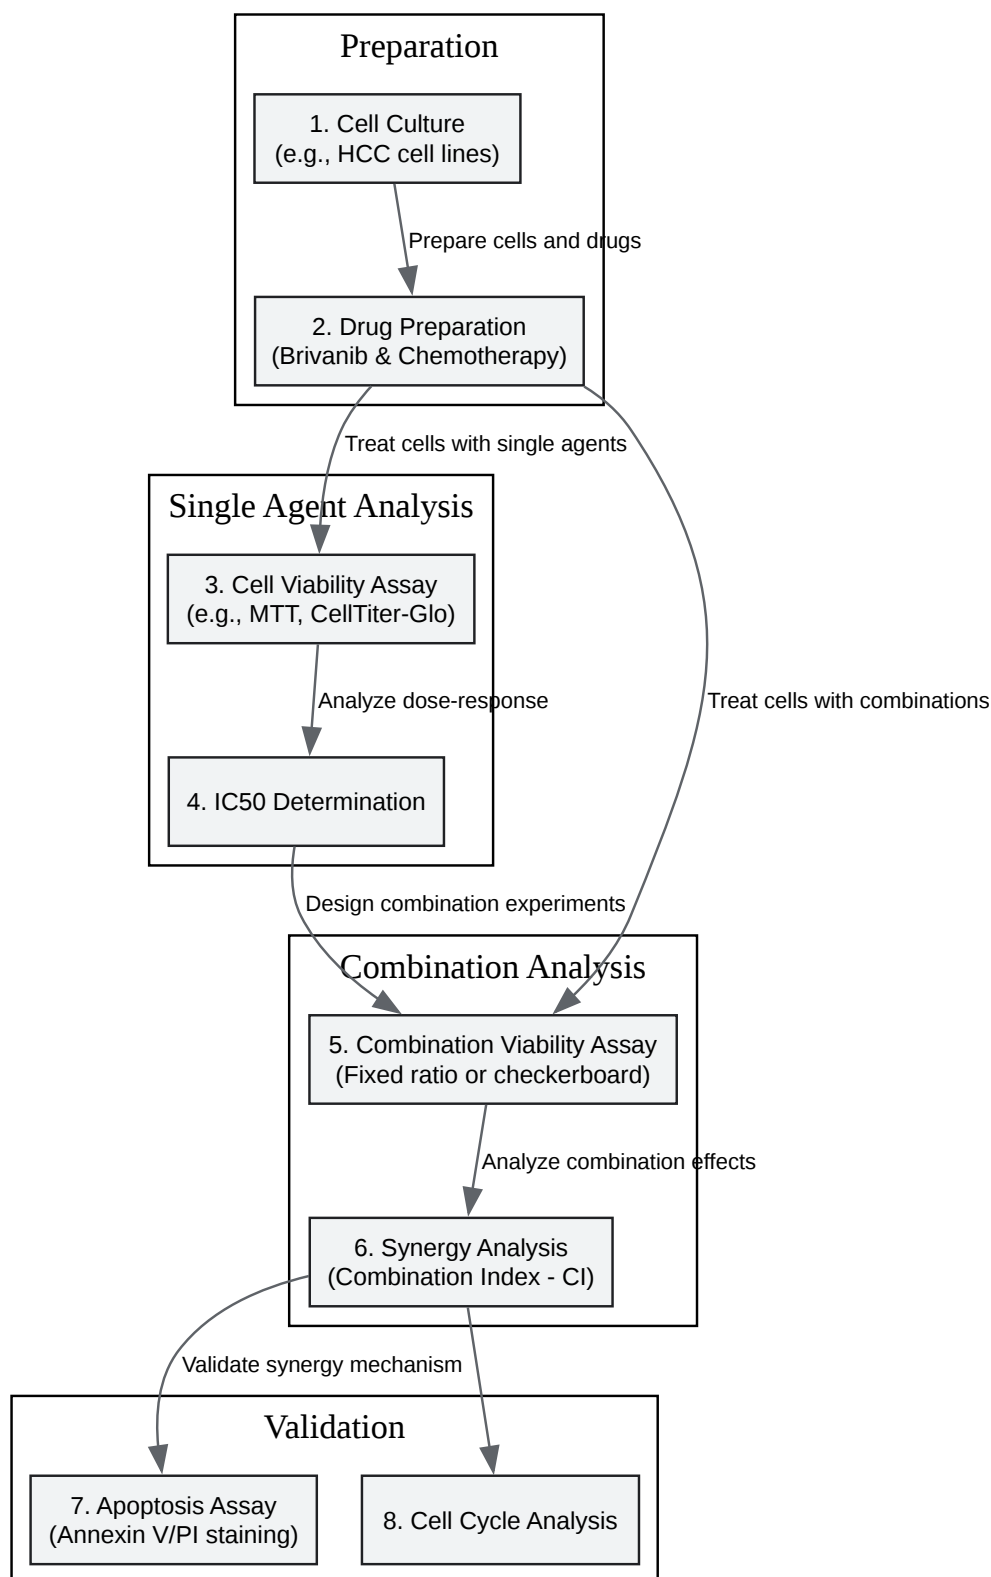 Preparation
1. Cell Culture
(e.g., HCC cell lines)
Prepare cells and drugs
2. Drug Preparation
(Brivanib & Chemotherapy)
Treat cells with single agents
Single Agent Analysis
3. Cell Viability Assay
(e.g., MTT, CellTiter-Glo)
Analyze dose-response
Treat cells with combinations
4. IC50 Determination
Design combination experiments
Combination Analysis
5. Combination Viability Assay
(Fixed ratio or checkerboard)
Analyze combination effects
6. Synergy Analysis
(Combination Index - CI)
Validate synergy mechanism
Validation
7. Apoptosis Assay
(Annexin V/PI staining)
8. Cell Cycle Analysis